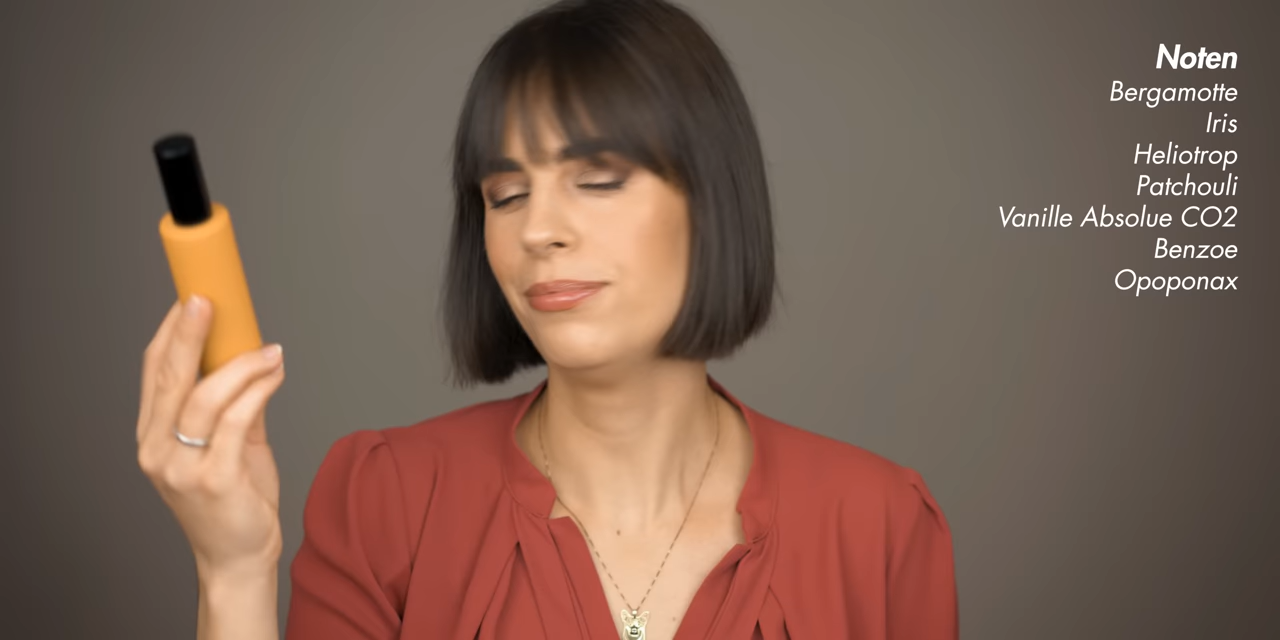 Noten
Bergamotte
Iris
Heliotrop
Patchouli
Vanille Absolue CO2
Benzoe
Opoponax